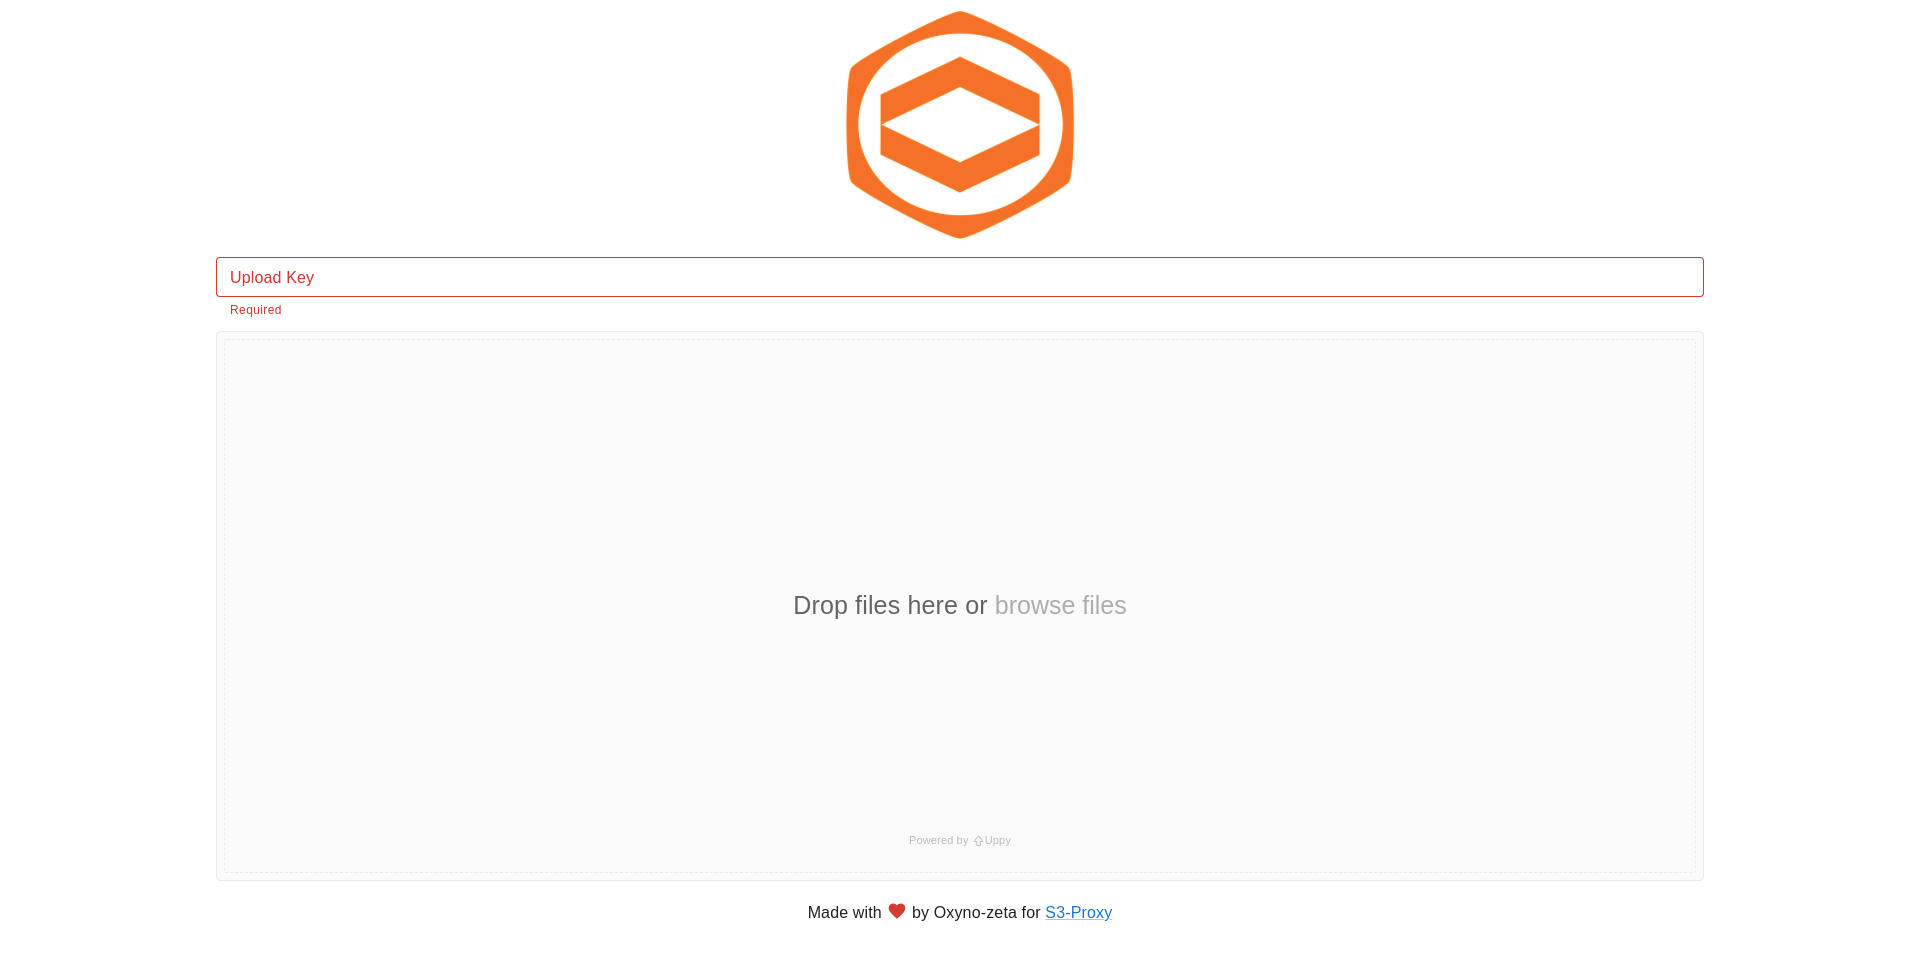 Upload Key
Required
Drop files here or browse files
Powered by Uppy
Made with by Oxyno-zeta for S3-Proxy